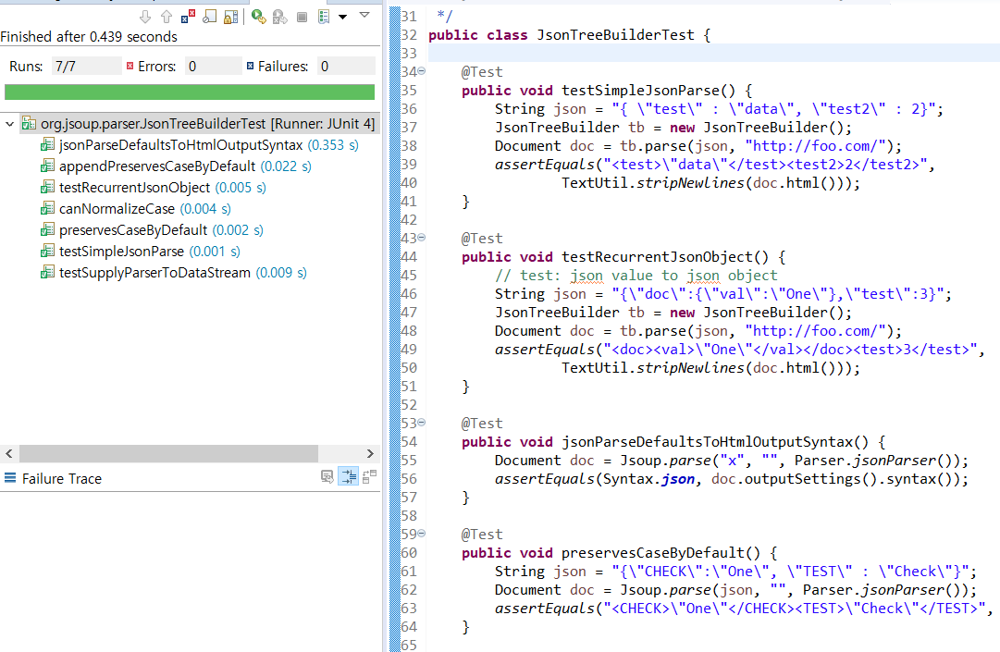 Finished after 0.439 seconds
Runs: 7/7 Errors: 0 Failures: 0
org.jsoup.parser.JsonTreeBuilderTest [Runner: JUnit 4]
jsonParseDefaultsToHtmlOutputSyntax (0.353 s)
appendPreservesCaseByDefault (0.022 s)
testRecurrentJsonObject (0.005 s)
canNormalizeCase (0.004 s)
preservesCaseByDefault (0.002 s)
testSimpleJsonParse (0.001 s)
testSupplyParserToDataStream (0.009 s)
Failure Trace
31 */
32 public class JsonTreeBuilderTest {
33
34 @Test
35 public void testSimpleJsonParse() {
36 String json = "{ \"test\" : \"data\", \"test2\" : 2}";
37 JsonTreeBuilder tb = new JsonTreeBuilder();
38 Document doc = tb.parse(json, "http://foo.com/");
39 assertEquals("<test>\"data\"</test><test2>2</test2>",
40 TextUtil.stripNewlines(doc.html()));
41 }
42
43 @Test
44 public void testRecurrentJsonObject() {
45 // test: json value to json object
46 String json = "{\"doc\":{\"val\":\"One\"},\"test\":3}";
47 JsonTreeBuilder tb = new JsonTreeBuilder();
48 Document doc = tb.parse(json, "http://foo.com/");
49 assertEquals("<doc><val>\"One\"</val></doc><test>3</test>",
50 TextUtil.stripNewlines(doc.html()));
51 }
52
53 @Test
54 public void jsonParseDefaultsToHtmlOutputSyntax() {
55 Document doc = Jsoup.parse("x", "", Parser.jsonParser());
56 assertEquals(Syntax.json, doc.outputSettings().syntax());
57 }
58
59 @Test
60 public void preservesCaseByDefault() {
61 String json = "{\"CHECK\":\"One\", \"TEST\" : \"Check\"}";
62 Document doc = Jsoup.parse(json, "", Parser.jsonParser());
63 assertEquals("<CHECK>\"One\"</CHECK><TEST>\"Check\"</TEST>",
64 }
65